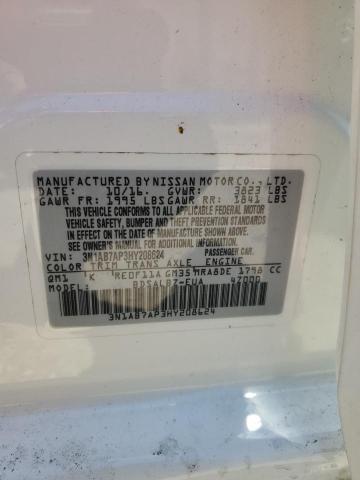 MANUFACTURED BY NISSAN MOTOR CO., LTD.
DATE: 10/16. GVWR: 3823 LBS
GAWR FR: 1995 LBS GAWR RR: 1841 LBS
THIS VEHICLE CONFORMS TO ALL APPLICABLE FEDERAL MOTOR
VEHICLE SAFETY, BUMPER AND THEFT PREVENTION STANDARDS
IN EFFECT ON THE DATE OF MANUFACTURE SHOWN ABOVE.
SEE OWNERS MANUAL FOR ADDITIONAL INFORMATION.
PASSENGER CAR.
VIN: 3N1AB7AP3HY208624
COLOR TRIM TRANS AXLE ENGINE
QM1 K RE0F11A GM35 MRA8DE 1798 CC
MODEL: BDSALBZ-EUA 4Z000
3N1AB7AP3HY208624